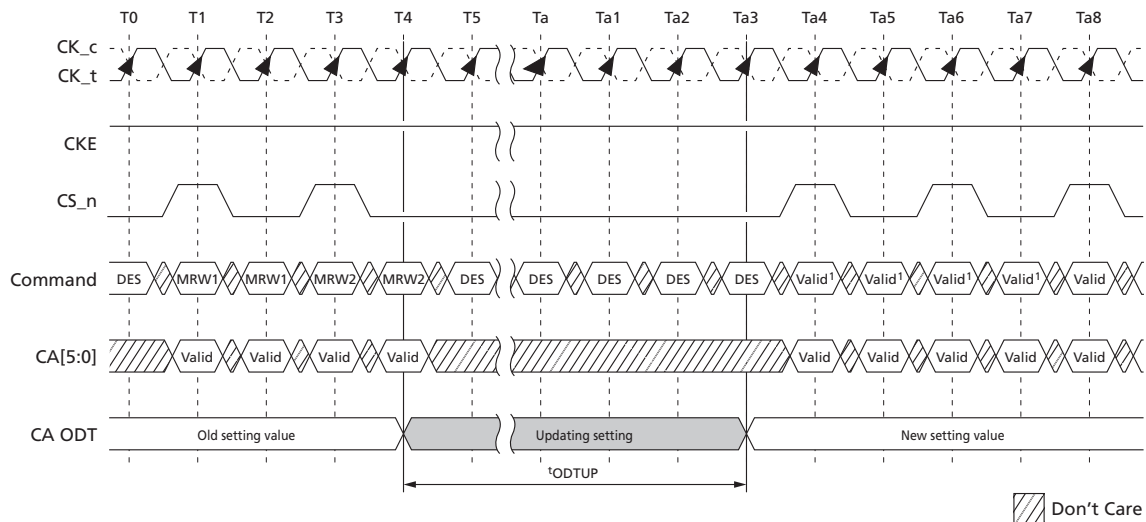 T0 T1 T2 T3 T4 T5 Ta Ta1 Ta2 Ta3 Ta4 Ta5 Ta6 Ta7 Ta8
CK_c
CK_t
CKE
CS_n
Command DES MRW1 MRW1 MRW2 MRW2 DES DES DES DES DES Valid¹ Valid¹ Valid¹ Valid¹ Valid
CA[5:0] Valid Valid Valid Valid Valid Valid Valid Valid Valid
CA ODT Old setting value Updating setting New setting value
tODTUP
Don't Care